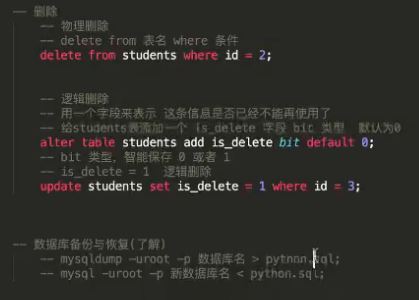 -- 删除
-- 物理删除
-- delete from 表名 where 条件
delete from students where id = 2;
-- 逻辑删除
-- 用一个字段来表示 这条信息是否已经不能再使用了
-- 给students表添加一个 is_delete 字段 bit 类型 默认为0
alter table students add is_delete bit default 0;
-- bit 类型，智能保存 0 或者 1
-- is_delete = 1 逻辑删除
update students set is_delete = 1 where id = 3;
-- 数据库备份与恢复(了解)
-- mysqldump -uroot -p 数据库名 > python.sql;
-- mysql -uroot -p 新数据库名 < python.sql;